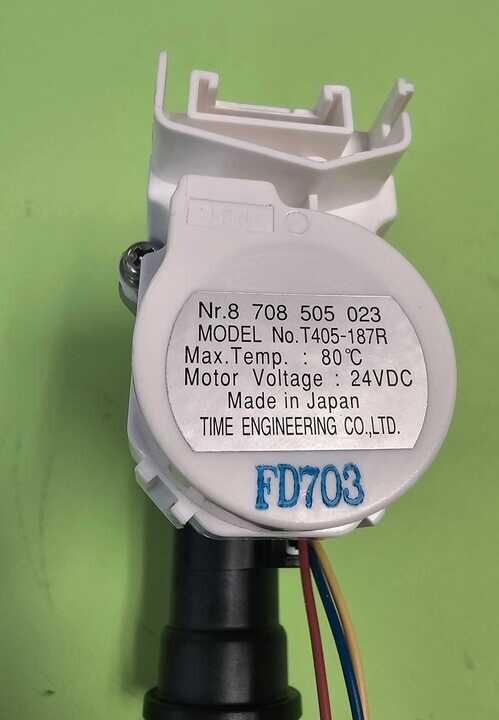 Nr.8 708 505 023
MODEL No.T405-187R
Max.Temp. : 80℃
Motor Voltage : 24VDC
Made in Japan
TIME ENGINEERING CO.,LTD.
FD703